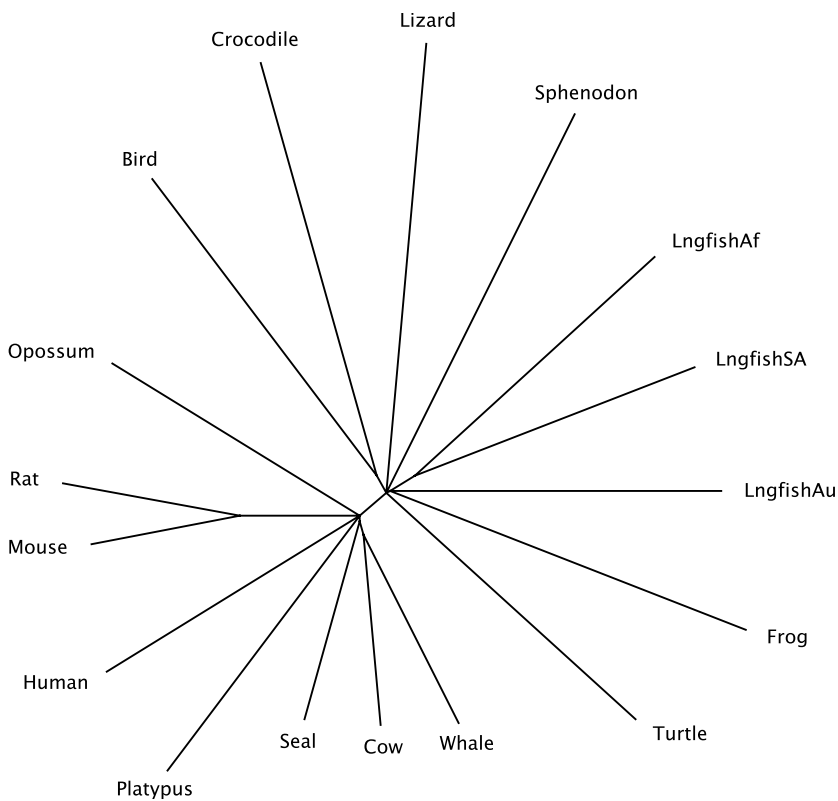 Lizard
Crocodile
Sphenodon
Bird
LngfishAf
Opossum
LngfishSA
Rat
LngfishAu
Mouse
Frog
Human
Turtle
Seal
Cow
Whale
Platypus